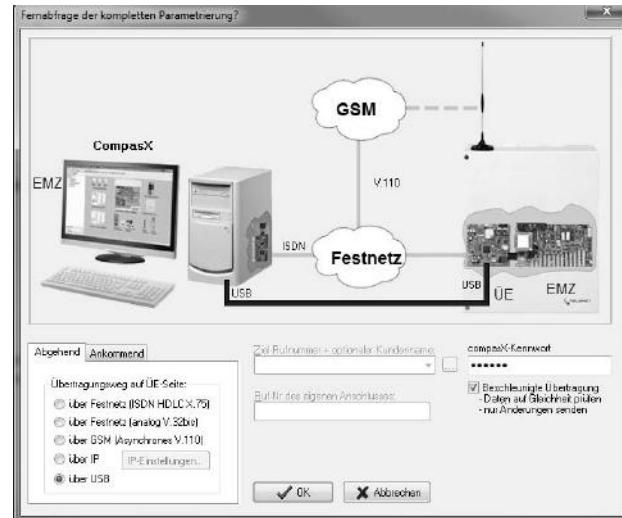 Fernabfrage der kompletten Parametrierung?
GSM
CompasX
EMZ
V.110
ISDN
Festnetz
USB
USB
ÜE
EMZ
Abgehend
Ankommend
Übertragungsweg auf ÜE-Seite:
über Festnetz (ISDN HDLC X.75)
über Festnetz (analog V.32bis)
über GSM (Asynchrones V.110)
über IP
IP-Einstellungen...
über USB
Ziel-Rufnummer + optionaler Kundenname:
...
Ruf-Nr des eigenen Anschlusses:
compasX-Kennwort
••••••
Beschleunigte Übertragung
- Daten auf Gleichheit prüfen
- nur Änderungen senden
OK
Abbrechen